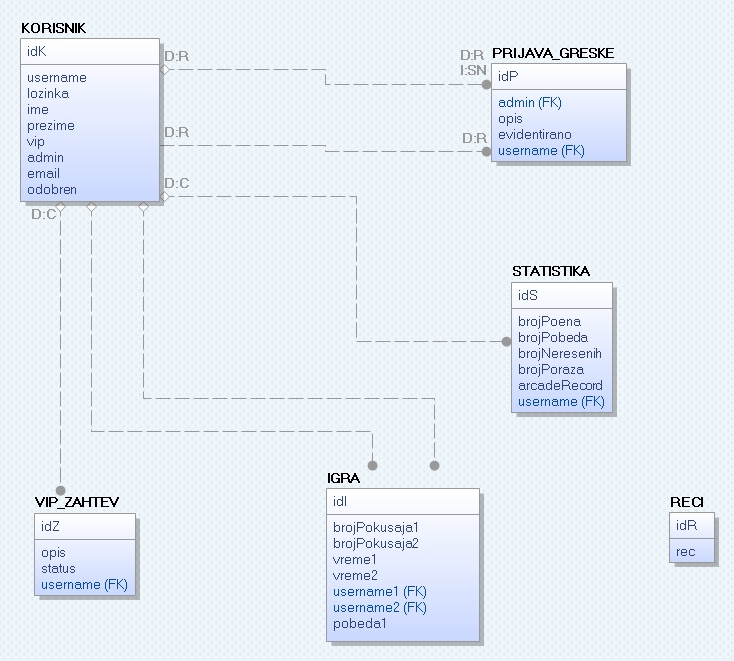 KORISNIK
idK
username
lozinka
ime
prezime
vip
admin
email
odobren
D:R
D:R
D:C
D:C
D:R
I:SN
D:R
PRIJAVA_GRESKE
idP
admin (FK)
opis
evidentirano
username (FK)
STATISTIKA
idS
brojPoena
brojPobeda
brojNeresenih
brojPoraza
arcadeRecord
username (FK)
VIP_ZAHTEV
idZ
opis
status
username (FK)
IGRA
idI
brojPokusaja1
brojPokusaja2
vreme1
vreme2
username1 (FK)
username2 (FK)
pobeda1
RECI
idR
rec